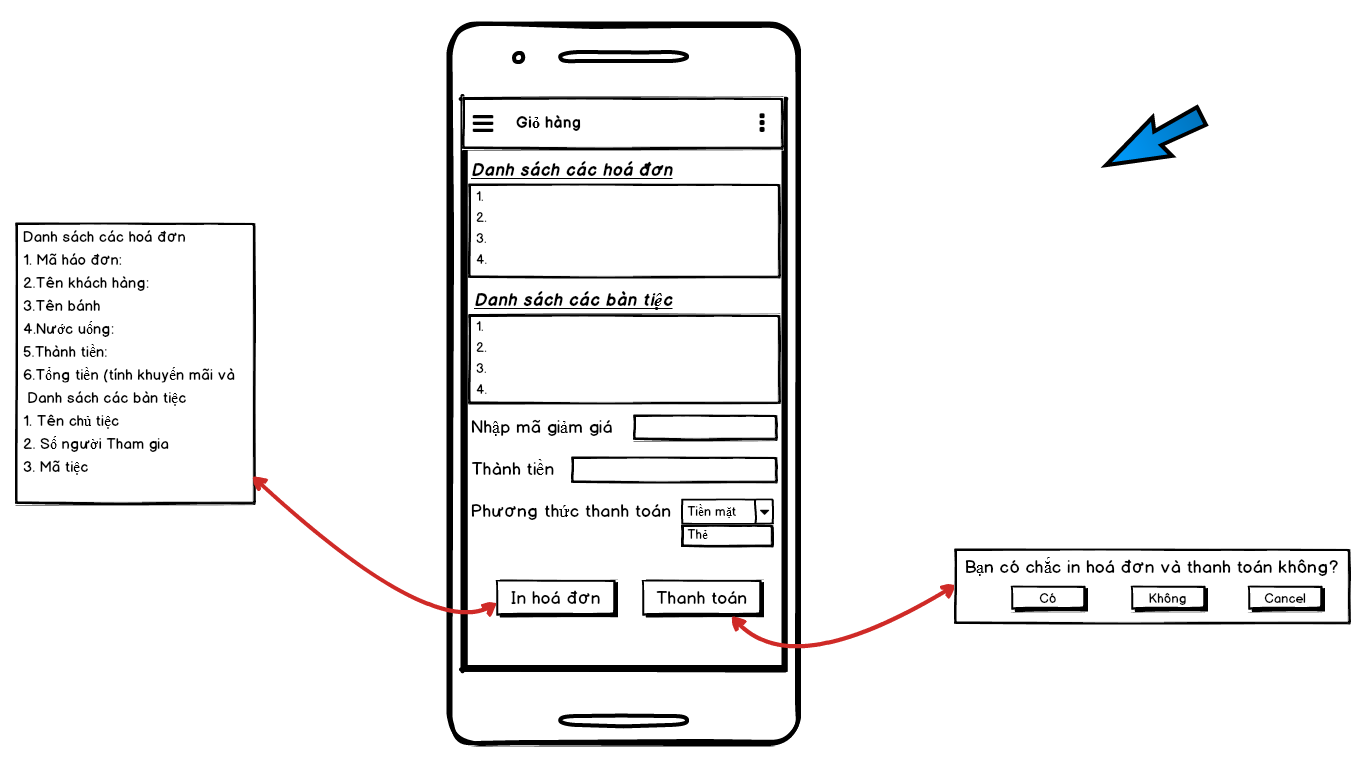 Giỏ hàng
Danh sách các hoá đơn
1.
2.
3.
4.
Danh sách các bàn tiệc
1.
2.
3.
4.
Nhập mã giảm giá
Thành tiền
Phương thức thanh toán
Tiền mặt
Thẻ
In hoá đơn
Thanh toán
Danh sách các hoá đơn
1. Mã háo đơn:
2.Tên khách hàng:
3.Tên bánh
4.Nước uống:
5.Thành tiền:
6.Tổng tiền (tính khuyến mãi và
Danh sách các bàn tiệc
1. Tên chủ tiệc
2. Số người Tham gia
3. Mã tiệc
Bạn có chắc in hoá đơn và thanh toán không?
Có
Không
Cancel